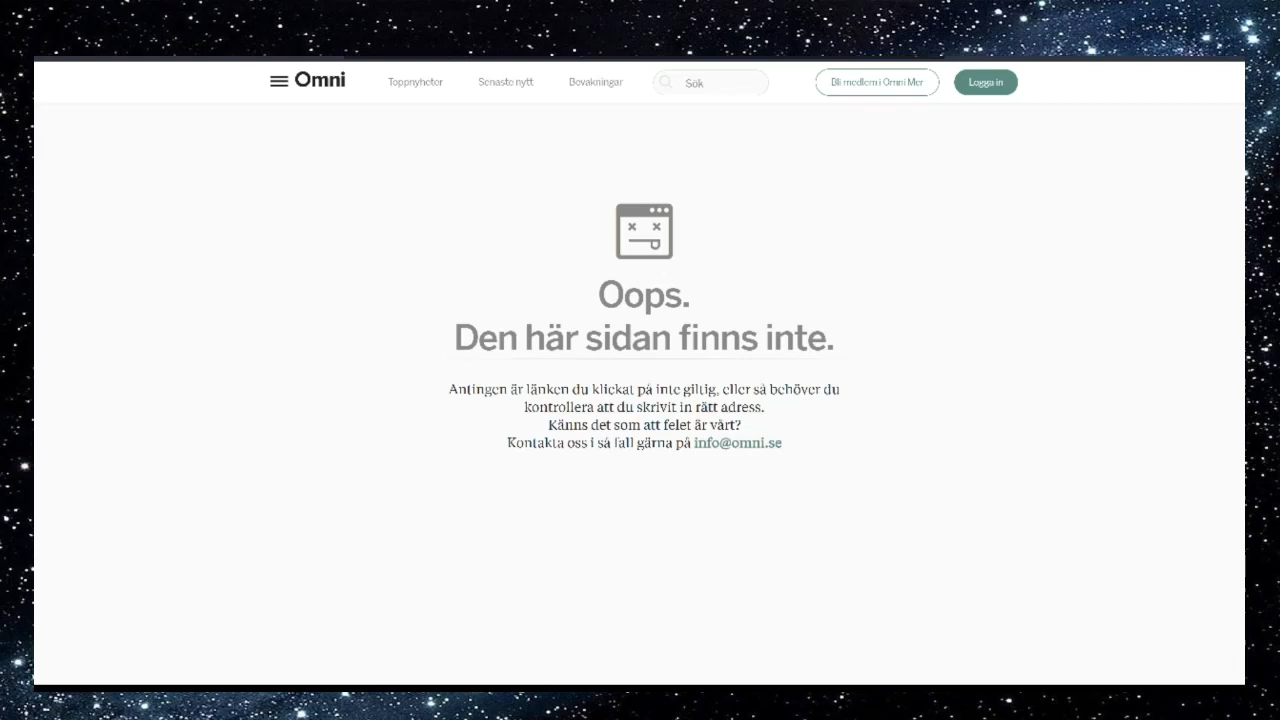 Omni
Toppnyheter
Senaste nytt
Bevakningar
Sök
Bli medlem i Omni Mer
Logga in
Oops.
Den här sidan finns inte.
Antingen är länken du klickat på inte giltig, eller så behöver du
kontrollera att du skrivit in rätt adress.
Känns det som att felet är vårt?
Kontakta oss i så fall gärna på info@omni.se